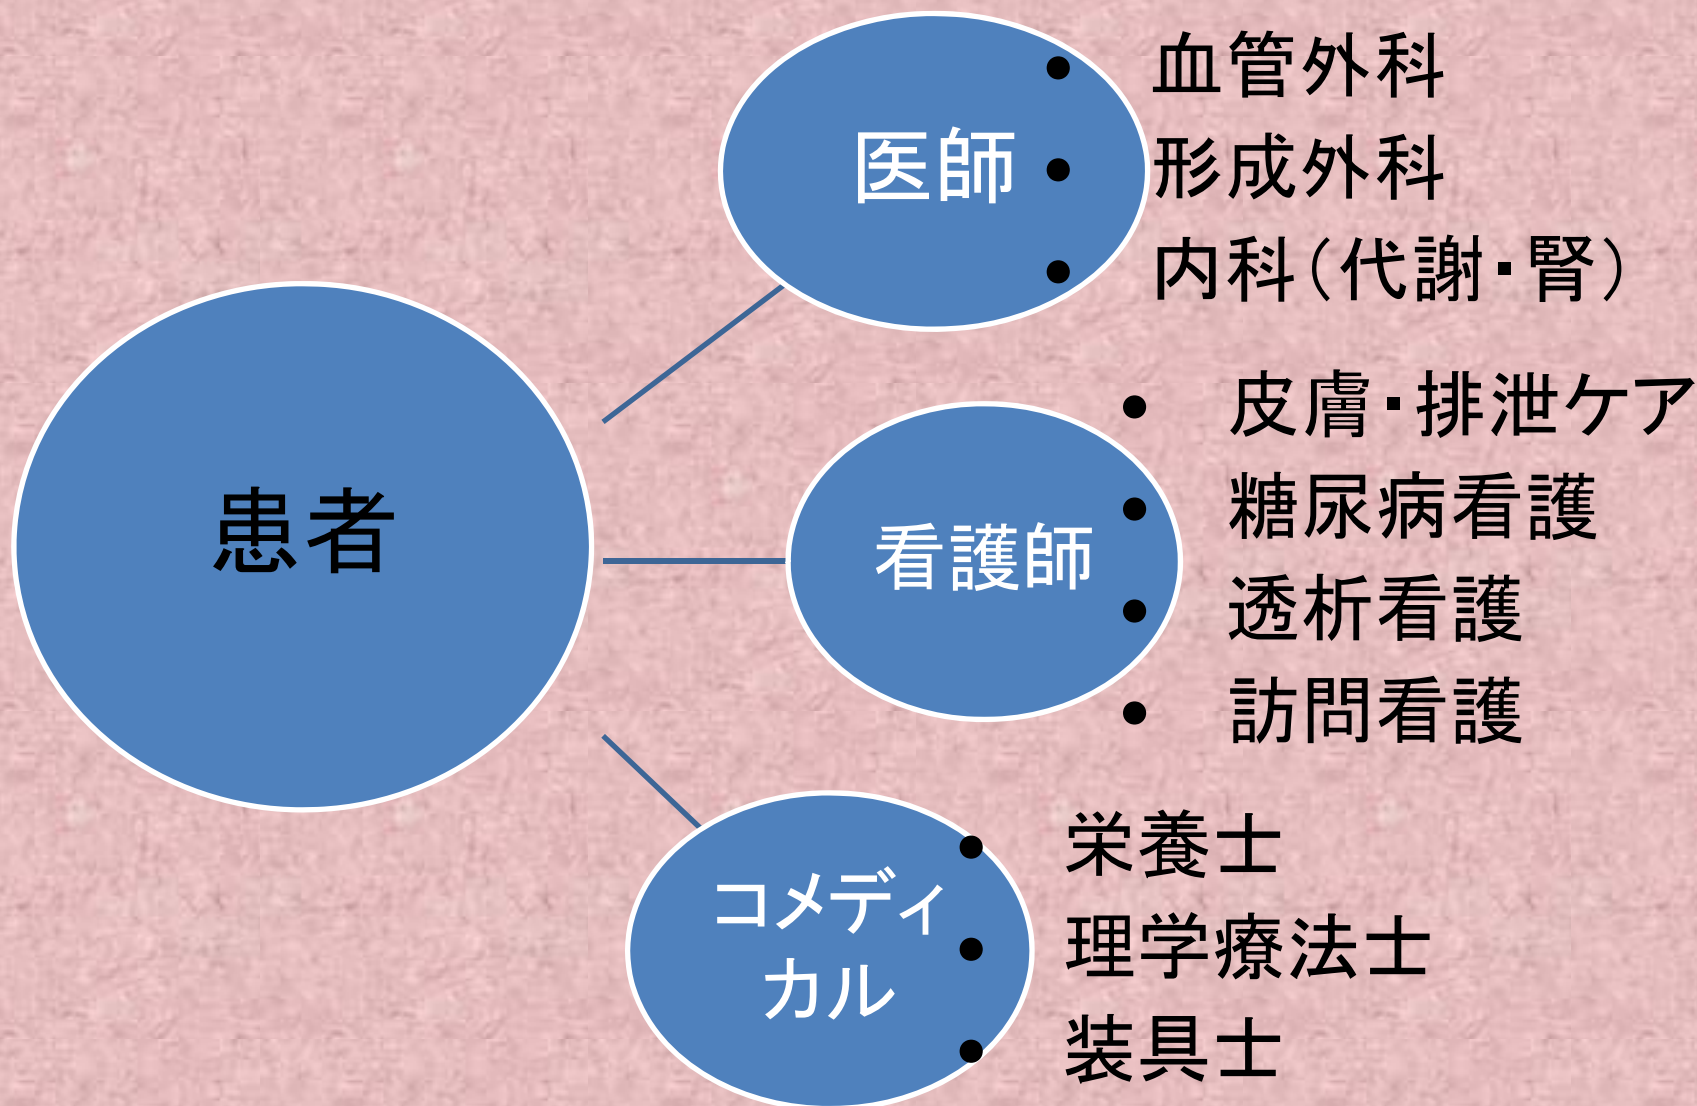 患者
医師
• 血管外科
• 形成外科
• 内科（代謝・腎）
看護師
• 皮膚・排泄ケア
• 糖尿病看護
• 透析看護
• 訪問看護
コメディ
カル
• 栄養士
• 理学療法士
• 装具士